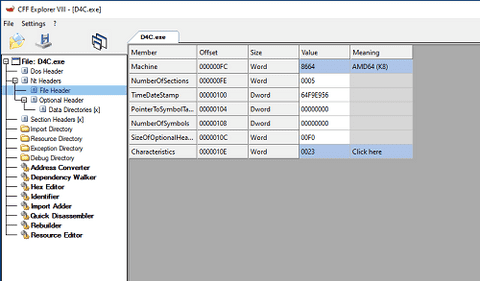 CFF Explorer VIII - [D4C.exe]
File Settings ?
D4C.exe
File: D4C.exe
Dos Header
Nt Headers
File Header
Optional Header
Data Directories [x]
Section Headers [x]
Import Directory
Resource Directory
Exception Directory
Debug Directory
Address Converter
Dependency Walker
Hex Editor
Identifier
Import Adder
Quick Disassembler
Rebuilder
Resource Editor
Member Offset Size Value Meaning
Machine 000000FC Word 8664 AMD64 (K8)
NumberOfSections 000000FE Word 0005
TimeDateStamp 00000100 Dword 64F9E936
PointerToSymbolTa... 00000104 Dword 00000000
NumberOfSymbols 00000108 Dword 00000000
SizeOfOptionalHea... 0000010C Word 00F0
Characteristics 0000010E Word 0023 Click here